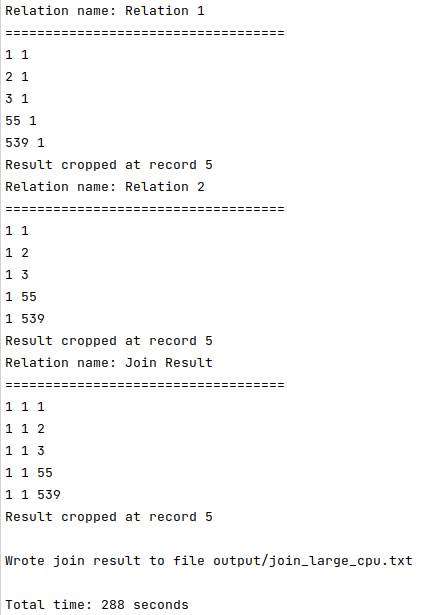 Relation name: Relation 1
===================================
1 1
2 1
3 1
55 1
539 1
Result cropped at record 5
Relation name: Relation 2
===================================
1 1
1 2
1 3
1 55
1 539
Result cropped at record 5
Relation name: Join Result
===================================
1 1 1
1 1 2
1 1 3
1 1 55
1 1 539
Result cropped at record 5
Wrote join result to file output/join_large_cpu.txt
Total time: 288 seconds